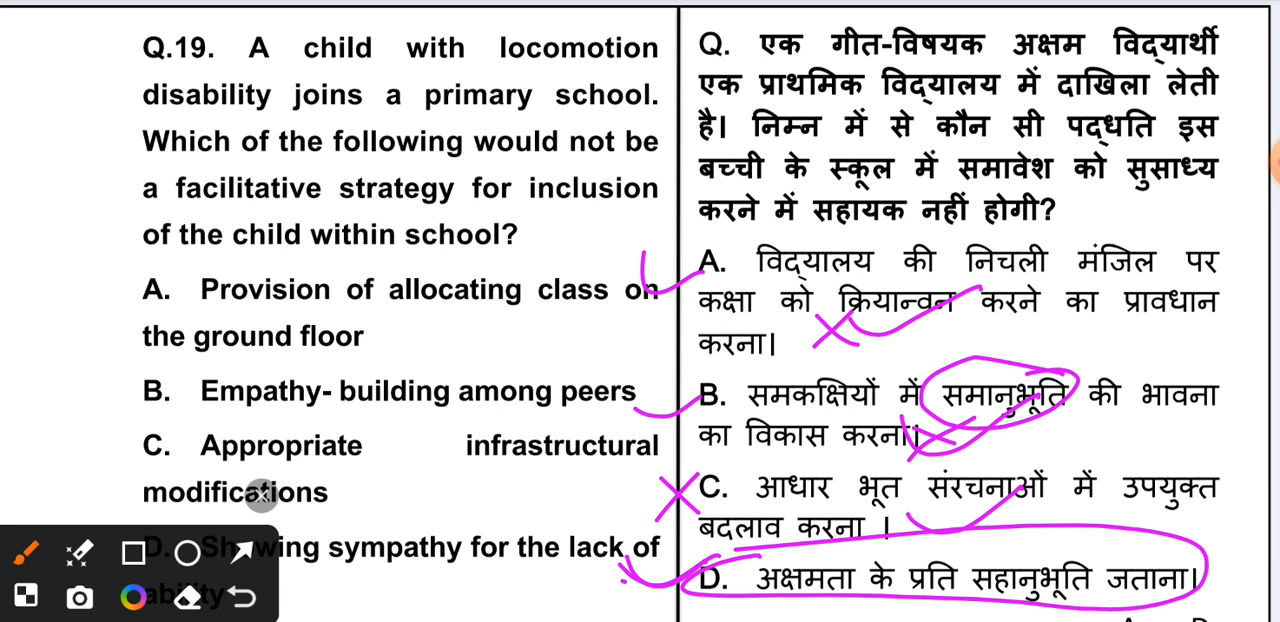 Q.19. A child with locomotion
disability joins a primary school.
Which of the following would not be
a facilitative strategy for inclusion
of the child within school?
A. Provision of allocating class on
the ground floor
B. Empathy- building among peers
C. Appropriate infrastructural
modifications
D. Showing sympathy for the lack of
ability
Q. एक गीत-विषयक अक्षम विद्यार्थी
एक प्राथमिक विद्यालय में दाखिला लेती
है। निम्न में से कौन सी पद्धति इस
बच्ची के स्कूल में समावेश को सुसाध्य
करने में सहायक नहीं होगी?
A. विद्यालय की निचली मंजिल पर
कक्षा को क्रियान्वन करने का प्रावधान
करना।
B. समकक्षियों में समानुभूति की भावना
का विकास करना।
C. आधार भूत संरचनाओं में उपयुक्त
बदलाव करना ।
D. अक्षमता के प्रति सहानुभूति जताना।